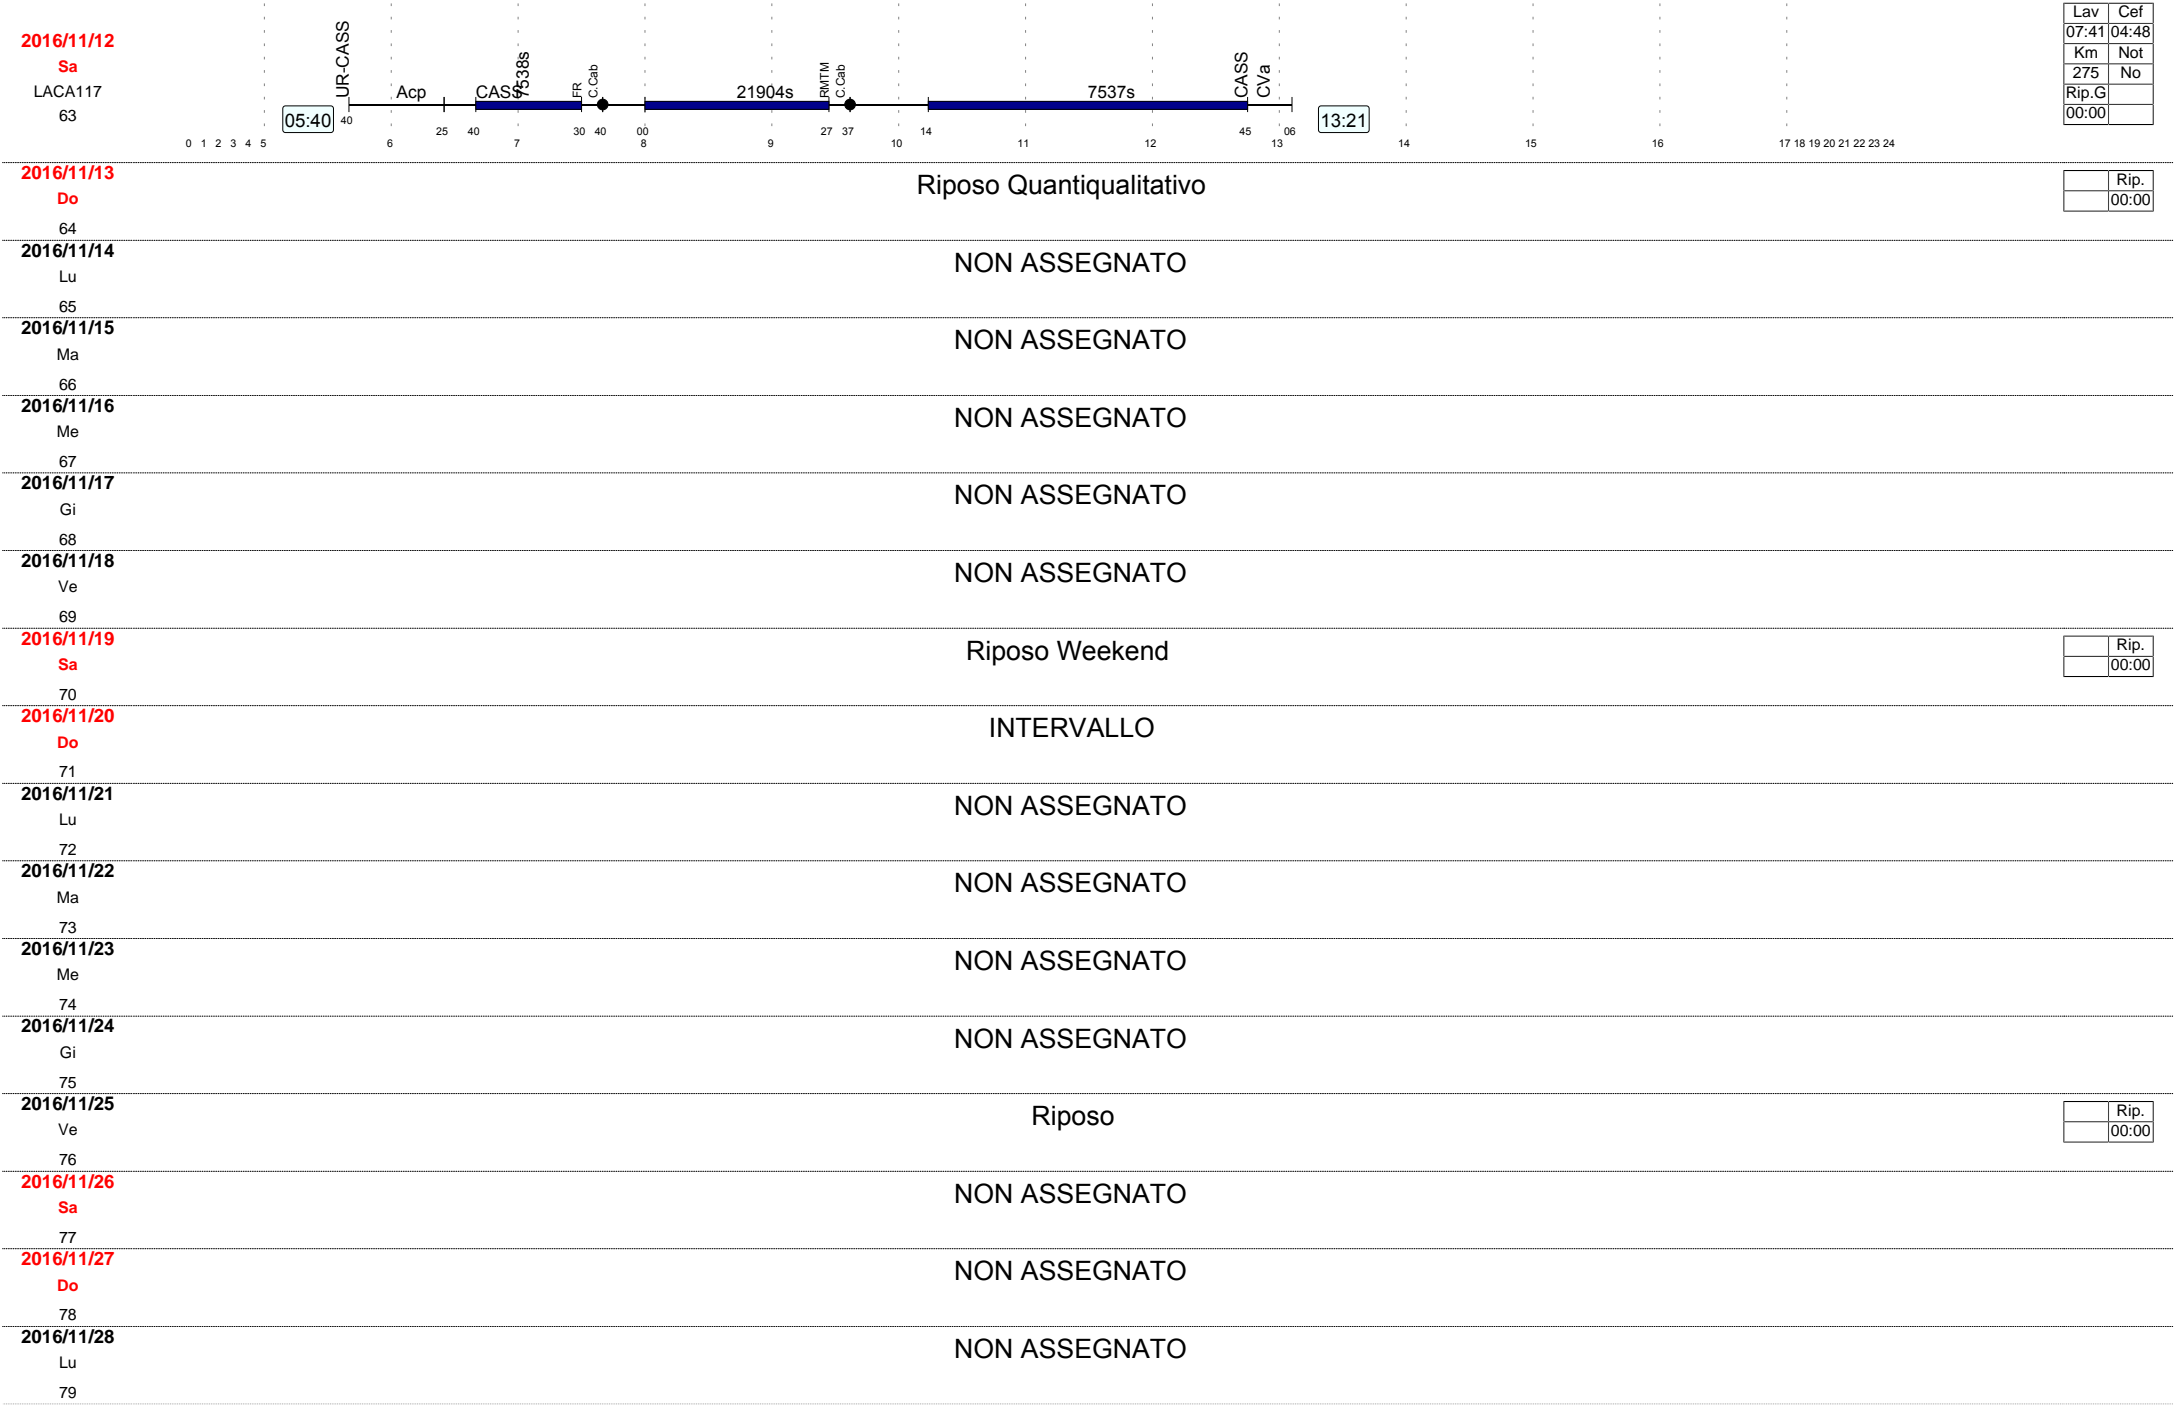 2016/11/12
Sa
LACA117
63
05:40
UR-CASS
40
Acp
25
CASS
40
7538s
FR
30
C.Cab
40
00
21904s
RMTM
27
C.Cab
37
14
7537s
CASS
45
CVa
06
13:21
0 1 2 3 4 5 6 7 8 9 10 11 12 13 14 15 16 17 18 19 20 21 22 23 24
Lav Cef
07:41 04:48
Km Not
275 No
Rip.G
00:00
2016/11/13
Do
64
Riposo Quantiqualitativo
Rip.
00:00
2016/11/14
Lu
65
NON ASSEGNATO
2016/11/15
Ma
66
NON ASSEGNATO
2016/11/16
Me
67
NON ASSEGNATO
2016/11/17
Gi
68
NON ASSEGNATO
2016/11/18
Ve
69
NON ASSEGNATO
2016/11/19
Sa
70
Riposo Weekend
Rip.
00:00
2016/11/20
Do
71
INTERVALLO
2016/11/21
Lu
72
NON ASSEGNATO
2016/11/22
Ma
73
NON ASSEGNATO
2016/11/23
Me
74
NON ASSEGNATO
2016/11/24
Gi
75
NON ASSEGNATO
2016/11/25
Ve
76
Riposo
Rip.
00:00
2016/11/26
Sa
77
NON ASSEGNATO
2016/11/27
Do
78
NON ASSEGNATO
2016/11/28
Lu
79
NON ASSEGNATO